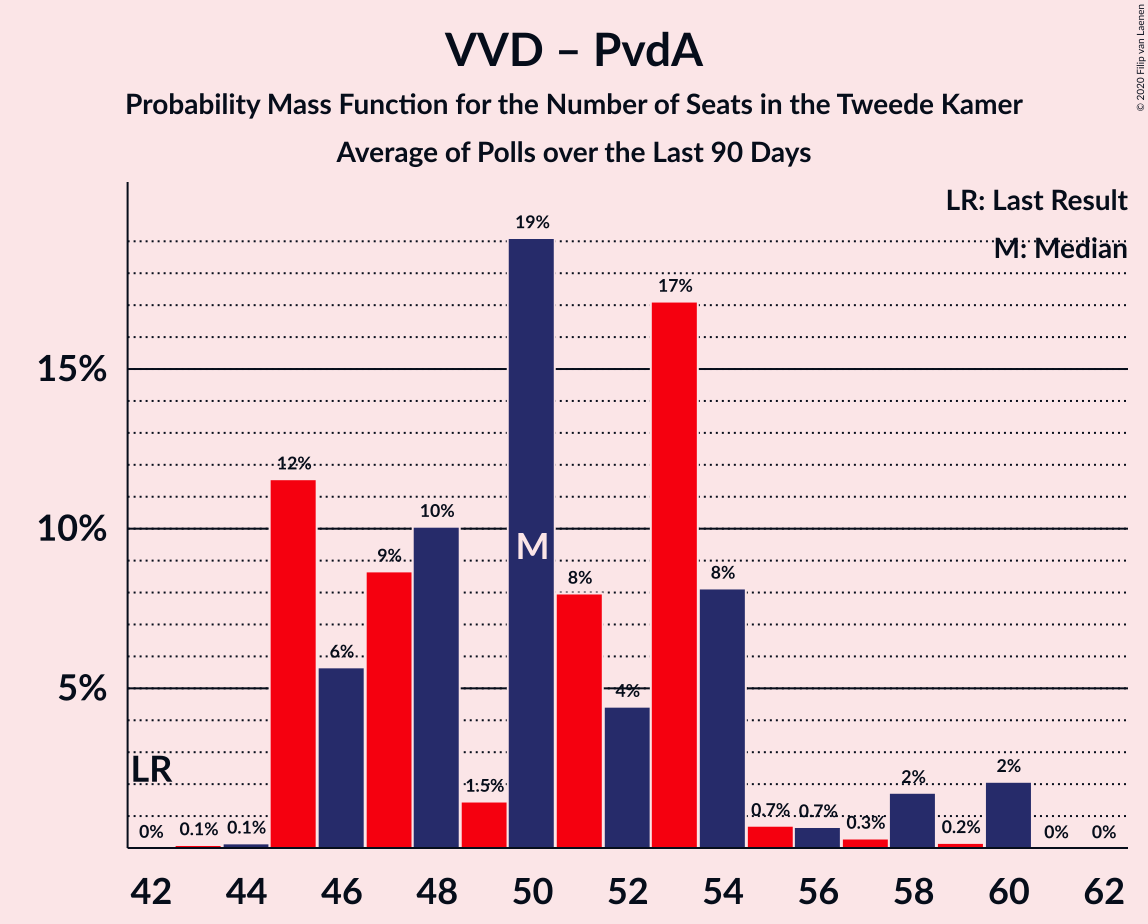 VVD – PvdA
Probability Mass Function for the Number of Seats in the Tweede Kamer
Average of Polls over the Last 90 Days
© 2020 Filip van Laenen
LR: Last Result
M: Median
15%
10%
5%
LR
M
0%
0.1%
0.1%
12%
6%
9%
10%
1.5%
19%
8%
4%
17%
8%
0.7%
0.7%
0.3%
2%
0.2%
2%
0%
0%
42 44 46 48 50 52 54 56 58 60 62